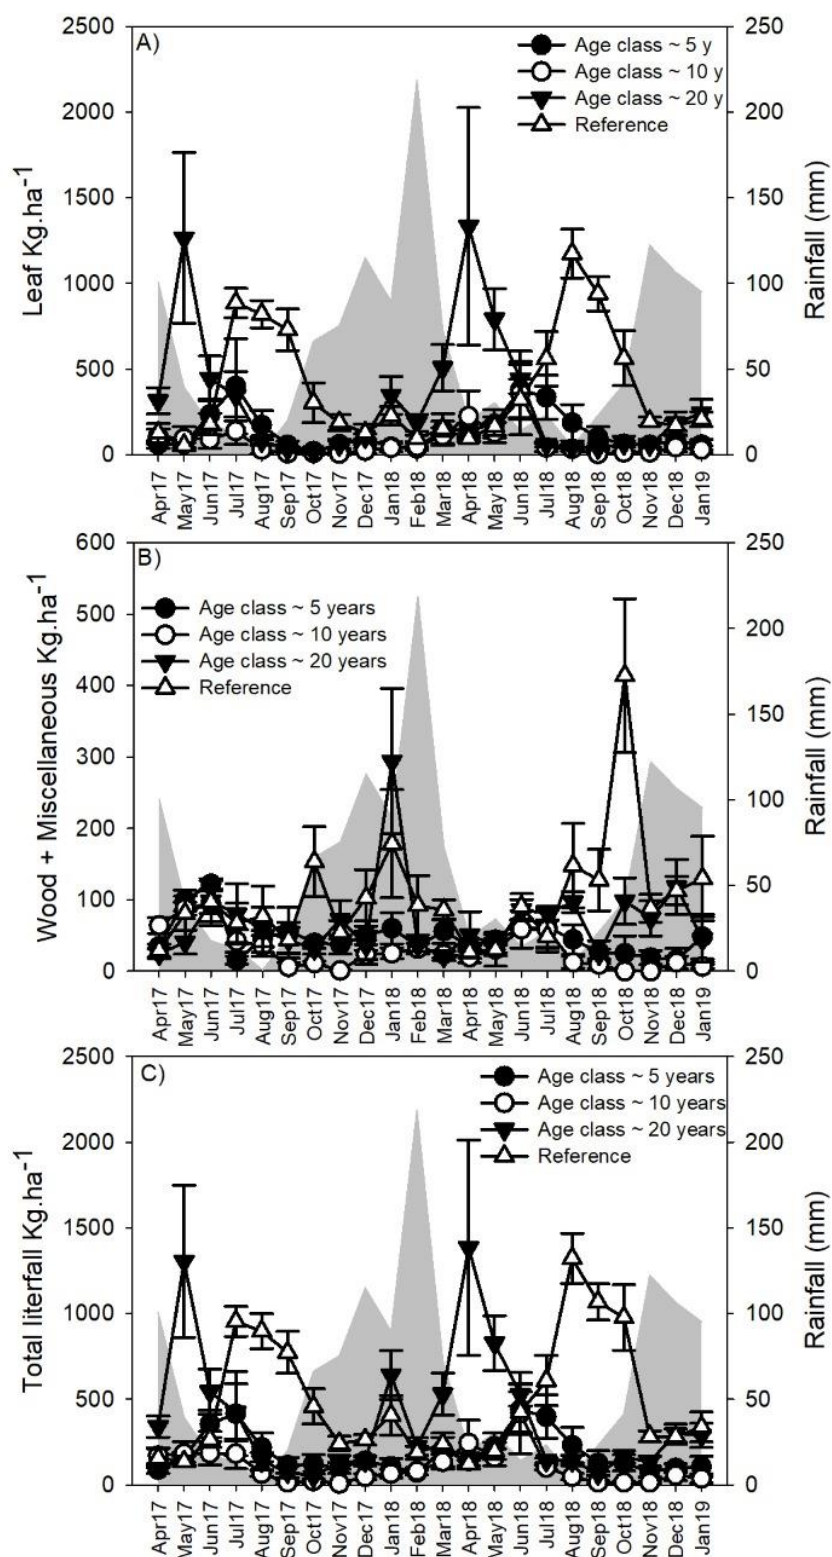 A)
Age class ~ 5 y
Age class ~ 10 y
Age class ~ 20 y
Reference
Leaf Kg.ha-1
2500
2000
1500
1000
500
0
250
200
150
100
50
0
Rainfall (mm)
Apr17 May17 Jun17 Jul17 Aug17 Sep17 Oct17 Nov17 Dec17 Jan18 Feb18 Mar18 Apr18 May18 Jun18 Jul18 Aug18 Sep18 Oct18 Nov18 Dec18 Jan19
B)
Age class ~ 5 years
Age class ~ 10 years
Age class ~ 20 years
Reference
Wood + Miscellaneous Kg.ha-1
600
500
400
300
200
100
0
250
200
150
100
50
0
Rainfall (mm)
Apr17 May17 Jun17 Jul17 Aug17 Sep17 Oct17 Nov17 Dec17 Jan18 Feb18 Mar18 Apr18 May18 Jun18 Jul18 Aug18 Sep18 Oct18 Nov18 Dec18 Jan19
C)
Age class ~ 5 years
Age class ~ 10 years
Age class ~ 20 years
Reference
Total literfall Kg.ha-1
2500
2000
1500
1000
500
0
250
200
150
100
50
0
Rainfall (mm)
Apr17 May17 Jun17 Jul17 Aug17 Sep17 Oct17 Nov17 Dec17 Jan18 Feb18 Mar18 Apr18 May18 Jun18 Jul18 Aug18 Sep18 Oct18 Nov18 Dec18 Jan19